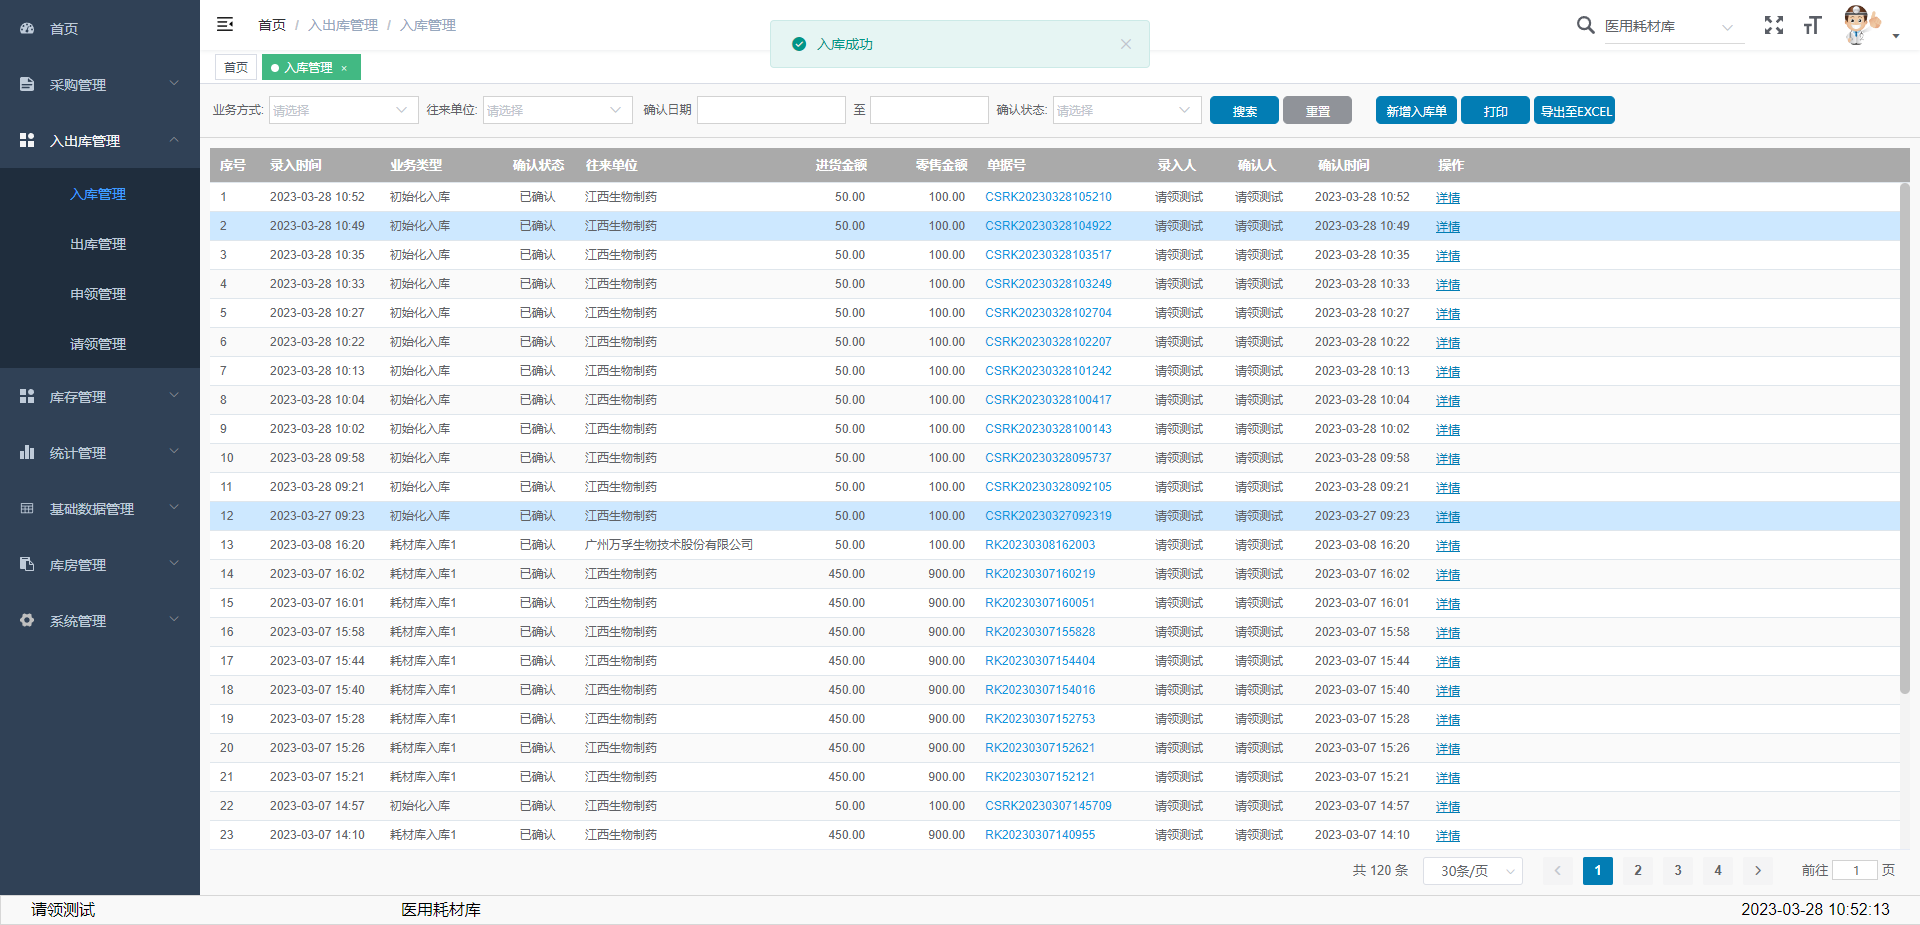 首页
采购管理
入出库管理
入库管理
出库管理
申领管理
请领管理
库存管理
统计管理
基础数据管理
库房管理
系统管理
首页 / 入出库管理 / 入库管理
入库成功
医用耗材库
首页
入库管理 ×
业务方式: 请选择 往来单位: 请选择 确认日期 至 确认状态: 请选择 搜索 重置 新增入库单 打印 导出至EXCEL
序号 录入时间 业务类型 确认状态 往来单位 进货金额 零售金额 单据号 录入人 确认人 确认时间 操作
1 2023-03-28 10:52 初始化入库 已确认 江西生物制药 50.00 100.00 CSRK20230328105210 请领测试 请领测试 2023-03-28 10:52 详情
2 2023-03-28 10:49 初始化入库 已确认 江西生物制药 50.00 100.00 CSRK20230328104922 请领测试 请领测试 2023-03-28 10:49 详情
3 2023-03-28 10:35 初始化入库 已确认 江西生物制药 50.00 100.00 CSRK20230328103517 请领测试 请领测试 2023-03-28 10:35 详情
4 2023-03-28 10:33 初始化入库 已确认 江西生物制药 50.00 100.00 CSRK20230328103249 请领测试 请领测试 2023-03-28 10:33 详情
5 2023-03-28 10:27 初始化入库 已确认 江西生物制药 50.00 100.00 CSRK20230328102704 请领测试 请领测试 2023-03-28 10:27 详情
6 2023-03-28 10:22 初始化入库 已确认 江西生物制药 50.00 100.00 CSRK20230328102207 请领测试 请领测试 2023-03-28 10:22 详情
7 2023-03-28 10:13 初始化入库 已确认 江西生物制药 50.00 100.00 CSRK20230328101242 请领测试 请领测试 2023-03-28 10:13 详情
8 2023-03-28 10:04 初始化入库 已确认 江西生物制药 50.00 100.00 CSRK20230328100417 请领测试 请领测试 2023-03-28 10:04 详情
9 2023-03-28 10:02 初始化入库 已确认 江西生物制药 50.00 100.00 CSRK20230328100143 请领测试 请领测试 2023-03-28 10:02 详情
10 2023-03-28 09:58 初始化入库 已确认 江西生物制药 50.00 100.00 CSRK20230328095737 请领测试 请领测试 2023-03-28 09:58 详情
11 2023-03-28 09:21 初始化入库 已确认 江西生物制药 50.00 100.00 CSRK20230328092105 请领测试 请领测试 2023-03-28 09:21 详情
12 2023-03-27 09:23 初始化入库 已确认 江西生物制药 50.00 100.00 CSRK20230327092319 请领测试 请领测试 2023-03-27 09:23 详情
13 2023-03-08 16:20 耗材库入库1 已确认 广州万孚生物技术股份有限公司 50.00 100.00 RK20230308162003 请领测试 请领测试 2023-03-08 16:20 详情
14 2023-03-07 16:02 耗材库入库1 已确认 江西生物制药 450.00 900.00 RK20230307160219 请领测试 请领测试 2023-03-07 16:02 详情
15 2023-03-07 16:01 耗材库入库1 已确认 江西生物制药 450.00 900.00 RK20230307160051 请领测试 请领测试 2023-03-07 16:01 详情
16 2023-03-07 15:58 耗材库入库1 已确认 江西生物制药 450.00 900.00 RK20230307155828 请领测试 请领测试 2023-03-07 15:58 详情
17 2023-03-07 15:44 耗材库入库1 已确认 江西生物制药 450.00 900.00 RK20230307154404 请领测试 请领测试 2023-03-07 15:44 详情
18 2023-03-07 15:40 耗材库入库1 已确认 江西生物制药 450.00 900.00 RK20230307154016 请领测试 请领测试 2023-03-07 15:40 详情
19 2023-03-07 15:28 耗材库入库1 已确认 江西生物制药 450.00 900.00 RK20230307152753 请领测试 请领测试 2023-03-07 15:28 详情
20 2023-03-07 15:26 耗材库入库1 已确认 江西生物制药 450.00 900.00 RK20230307152621 请领测试 请领测试 2023-03-07 15:26 详情
21 2023-03-07 15:21 耗材库入库1 已确认 江西生物制药 450.00 900.00 RK20230307152121 请领测试 请领测试 2023-03-07 15:21 详情
22 2023-03-07 14:57 初始化入库 已确认 江西生物制药 50.00 100.00 CSRK20230307145709 请领测试 请领测试 2023-03-07 14:57 详情
23 2023-03-07 14:10 耗材库入库1 已确认 江西生物制药 450.00 900.00 RK20230307140955 请领测试 请领测试 2023-03-07 14:10 详情
共 120 条 30条/页 1 2 3 4 前往 1 页
请领测试 医用耗材库 2023-03-28 10:52:13